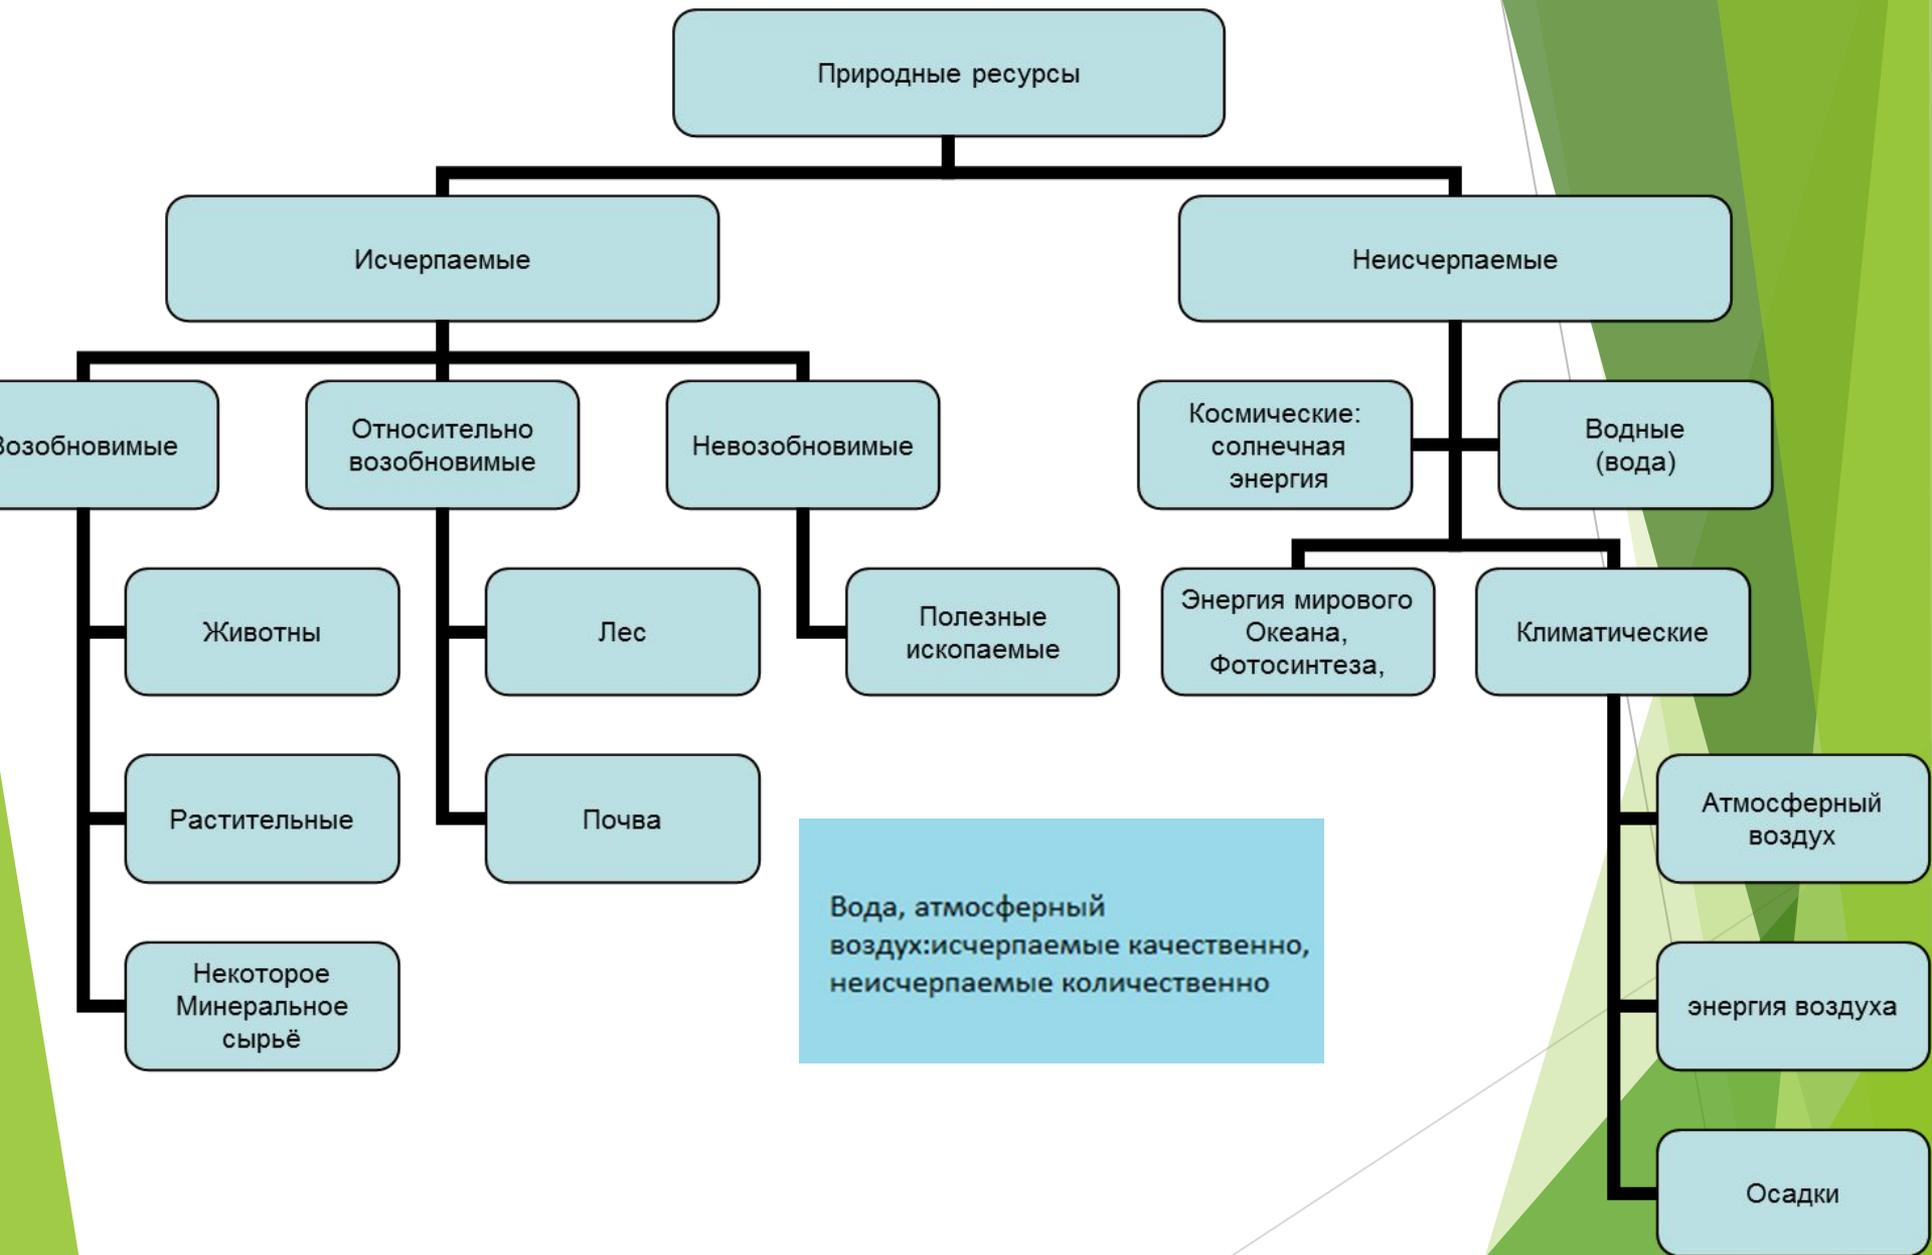 Природные ресурсы
Исчерпаемые
Неисчерпаемые
Возобновимые
Относительно
возобновимые
Невозобновимые
Космические:
солнечная
энергия
Водные
(вода)
Животны
Лес
Полезные
ископаемые
Энергия мирового
Океана,
Фотосинтеза,
Климатические
Растительные
Почва
Атмосферный
воздух
Вода, атмосферный
воздух:исчерпаемые качественно,
неисчерпаемые количественно
Некоторое
Минеральное
сырьё
энергия воздуха
Осадки